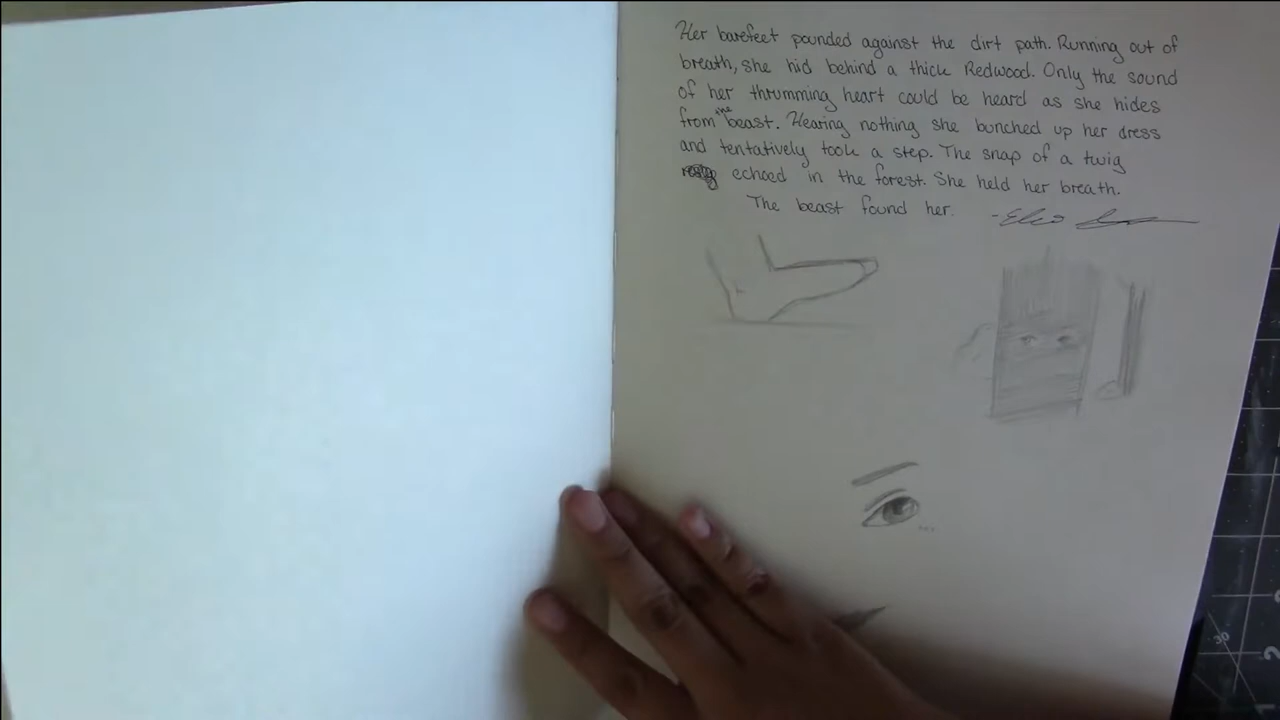 Her barefeet pounded against the dirt path. Running out of
breath, she hid behind a thick Redwood. Only the sound
of her thrumming heart could be heard as she hides
from the beast. Hearing nothing she bunched up her dress
and tentatively took a step. The snap of a twig
echoed in the forest. She held her breath.
The beast found her.
30
2
1